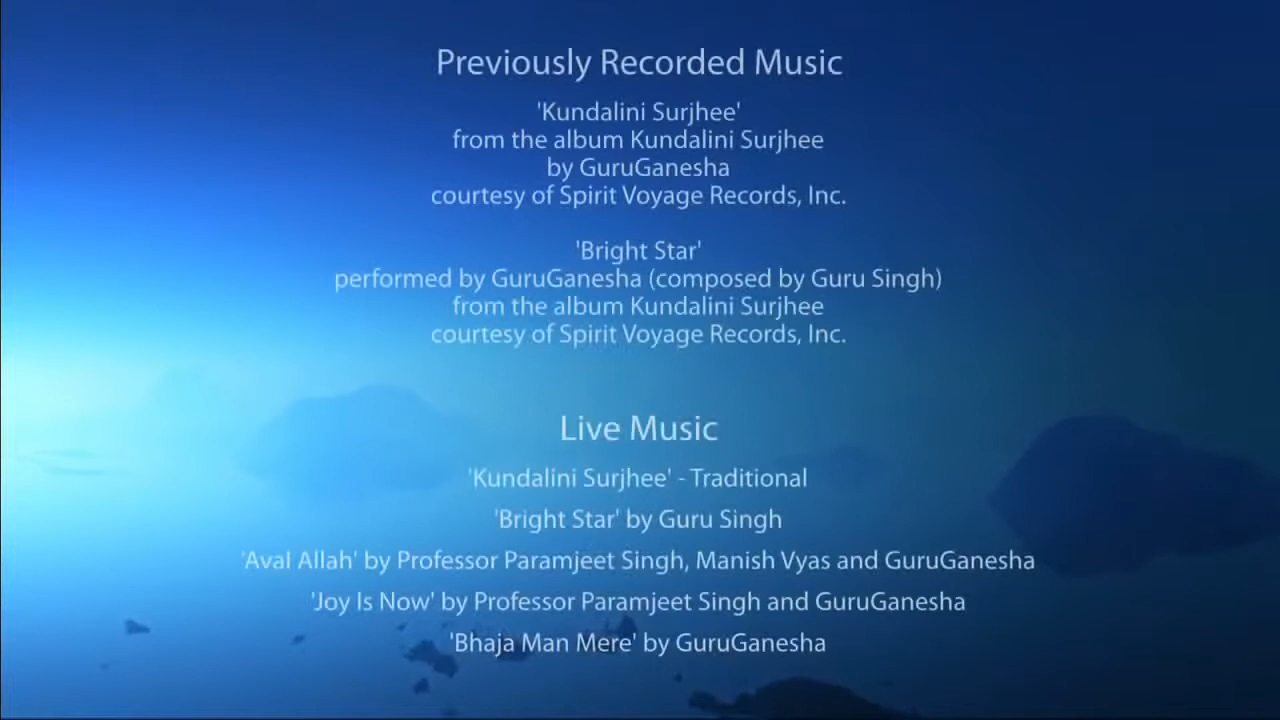 Previously Recorded Music
'Kundalini Surjhee'
from the album Kundalini Surjhee
by GuruGanesha
courtesy of Spirit Voyage Records, Inc.
'Bright Star'
performed by GuruGanesha (composed by Guru Singh)
from the album Kundalini Surjhee
courtesy of Spirit Voyage Records, Inc.
Live Music
'Kundalini Surjhee' - Traditional
'Bright Star' by Guru Singh
'Aval Allah' by Professor Paramjeet Singh, Manish Vyas and GuruGanesha
'Joy Is Now' by Professor Paramjeet Singh and GuruGanesha
'Bhaja Man Mere' by GuruGanesha